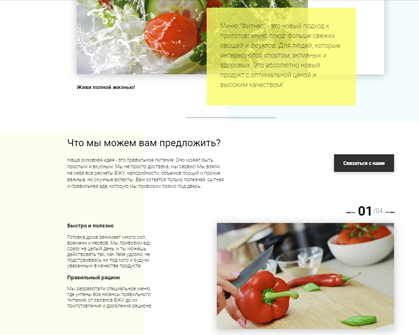 Меню "Фитнес" - это новый подход к
приготовлению блюд: больше свежих
овощей и фруктов. Для людей, которые
интересуются спортом, активных и
здоровых. Это абсолютно новый
продукт с оптимальной ценой и
высоким качеством!
Живи полной жизнью!
Что мы можем вам предложить?
Наша основная идея - это правильное питание. Оно может быть
простым и вкусным. Мы не просто доставка, мы сервис! Мы взяли
на себя все расчеты БЖУ, калорийности, объемов порций и прочие
важные, но скучные аспекты. Вам остается только полезная, сытная
и правильная еда, которую мы привозим прямо под дверь.
Связаться с нами
01/04
Быстро и полезно
Готовка дома занимает много сил,
времени и нервов. Мы привозим еду
сразу на целый день, и ты можешь
действовать так, как тебе удобно, не
подстраиваясь ни под кого и будучи
уверенным в качестве продукта!
Правильный рацион
Мы разработали специальное меню,
где учтены все нюансы правильного
питания, от баланса БЖУ до их
приготовления и дробления рациона.